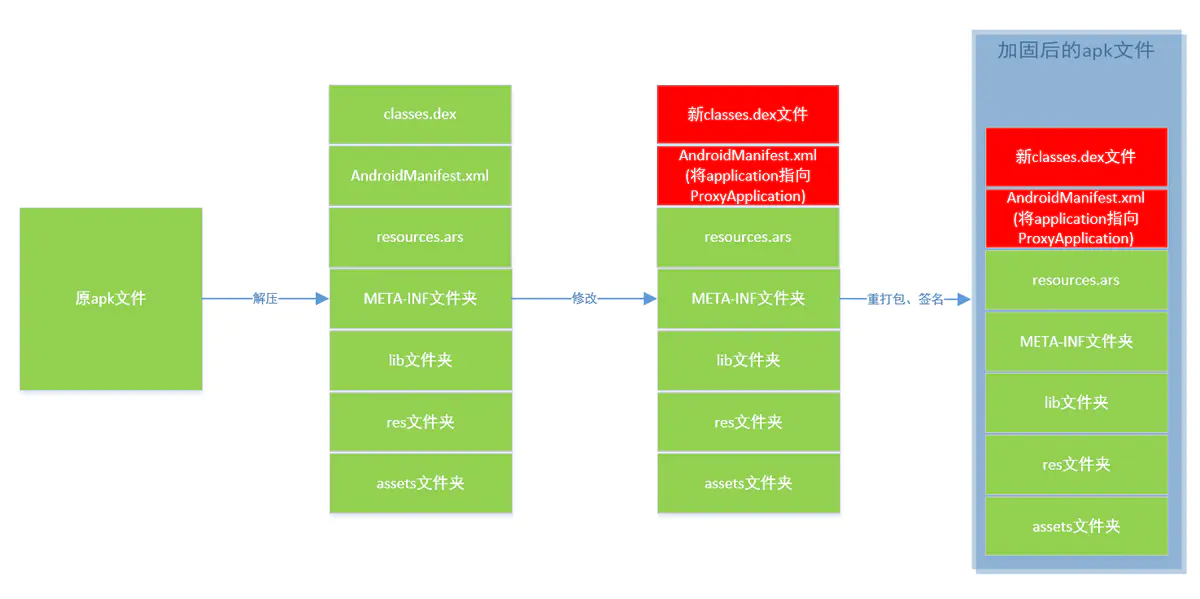 原apk文件
解压
classes.dex
AndroidManifest.xml
resources.ars
META-INF文件夹
lib文件夹
res文件夹
assets文件夹
修改
新classes.dex文件
AndroidManifest.xml
(将application指向
ProxyApplication)
resources.ars
META-INF文件夹
lib文件夹
res文件夹
assets文件夹
重打包、签名
加固后的apk文件
新classes.dex文件
AndroidManifest.xml
(将application指向
ProxyApplication)
resources.ars
META-INF文件夹
lib文件夹
res文件夹
assets文件夹